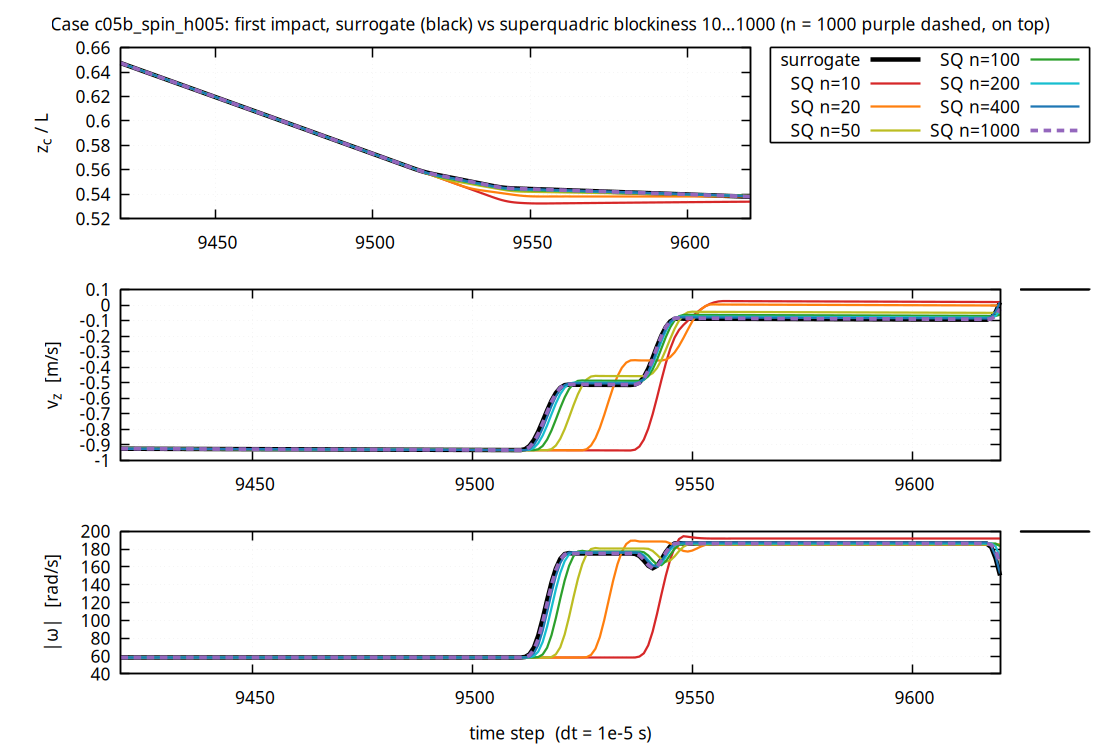 Case c05b_spin_h005: first impact, surrogate (black) vs superquadric blockiness 10...1000 (n = 1000 purple dashed, on top)
0.66
0.64
0.62
0.6
0.58
0.56
0.54
0.52
z_c / L
9450 9500 9550 9600
surrogate SQ n=100
SQ n=10 SQ n=200
SQ n=20 SQ n=400
SQ n=50 SQ n=1000
0.1
0
-0.1
-0.2
-0.3
-0.4
-0.5
-0.6
-0.7
-0.8
-0.9
-1
v_z [m/s]
9450 9500 9550 9600
200
180
160
140
120
100
80
60
40
|ω| [rad/s]
9450 9500 9550 9600
time step (dt = 1e-5 s)